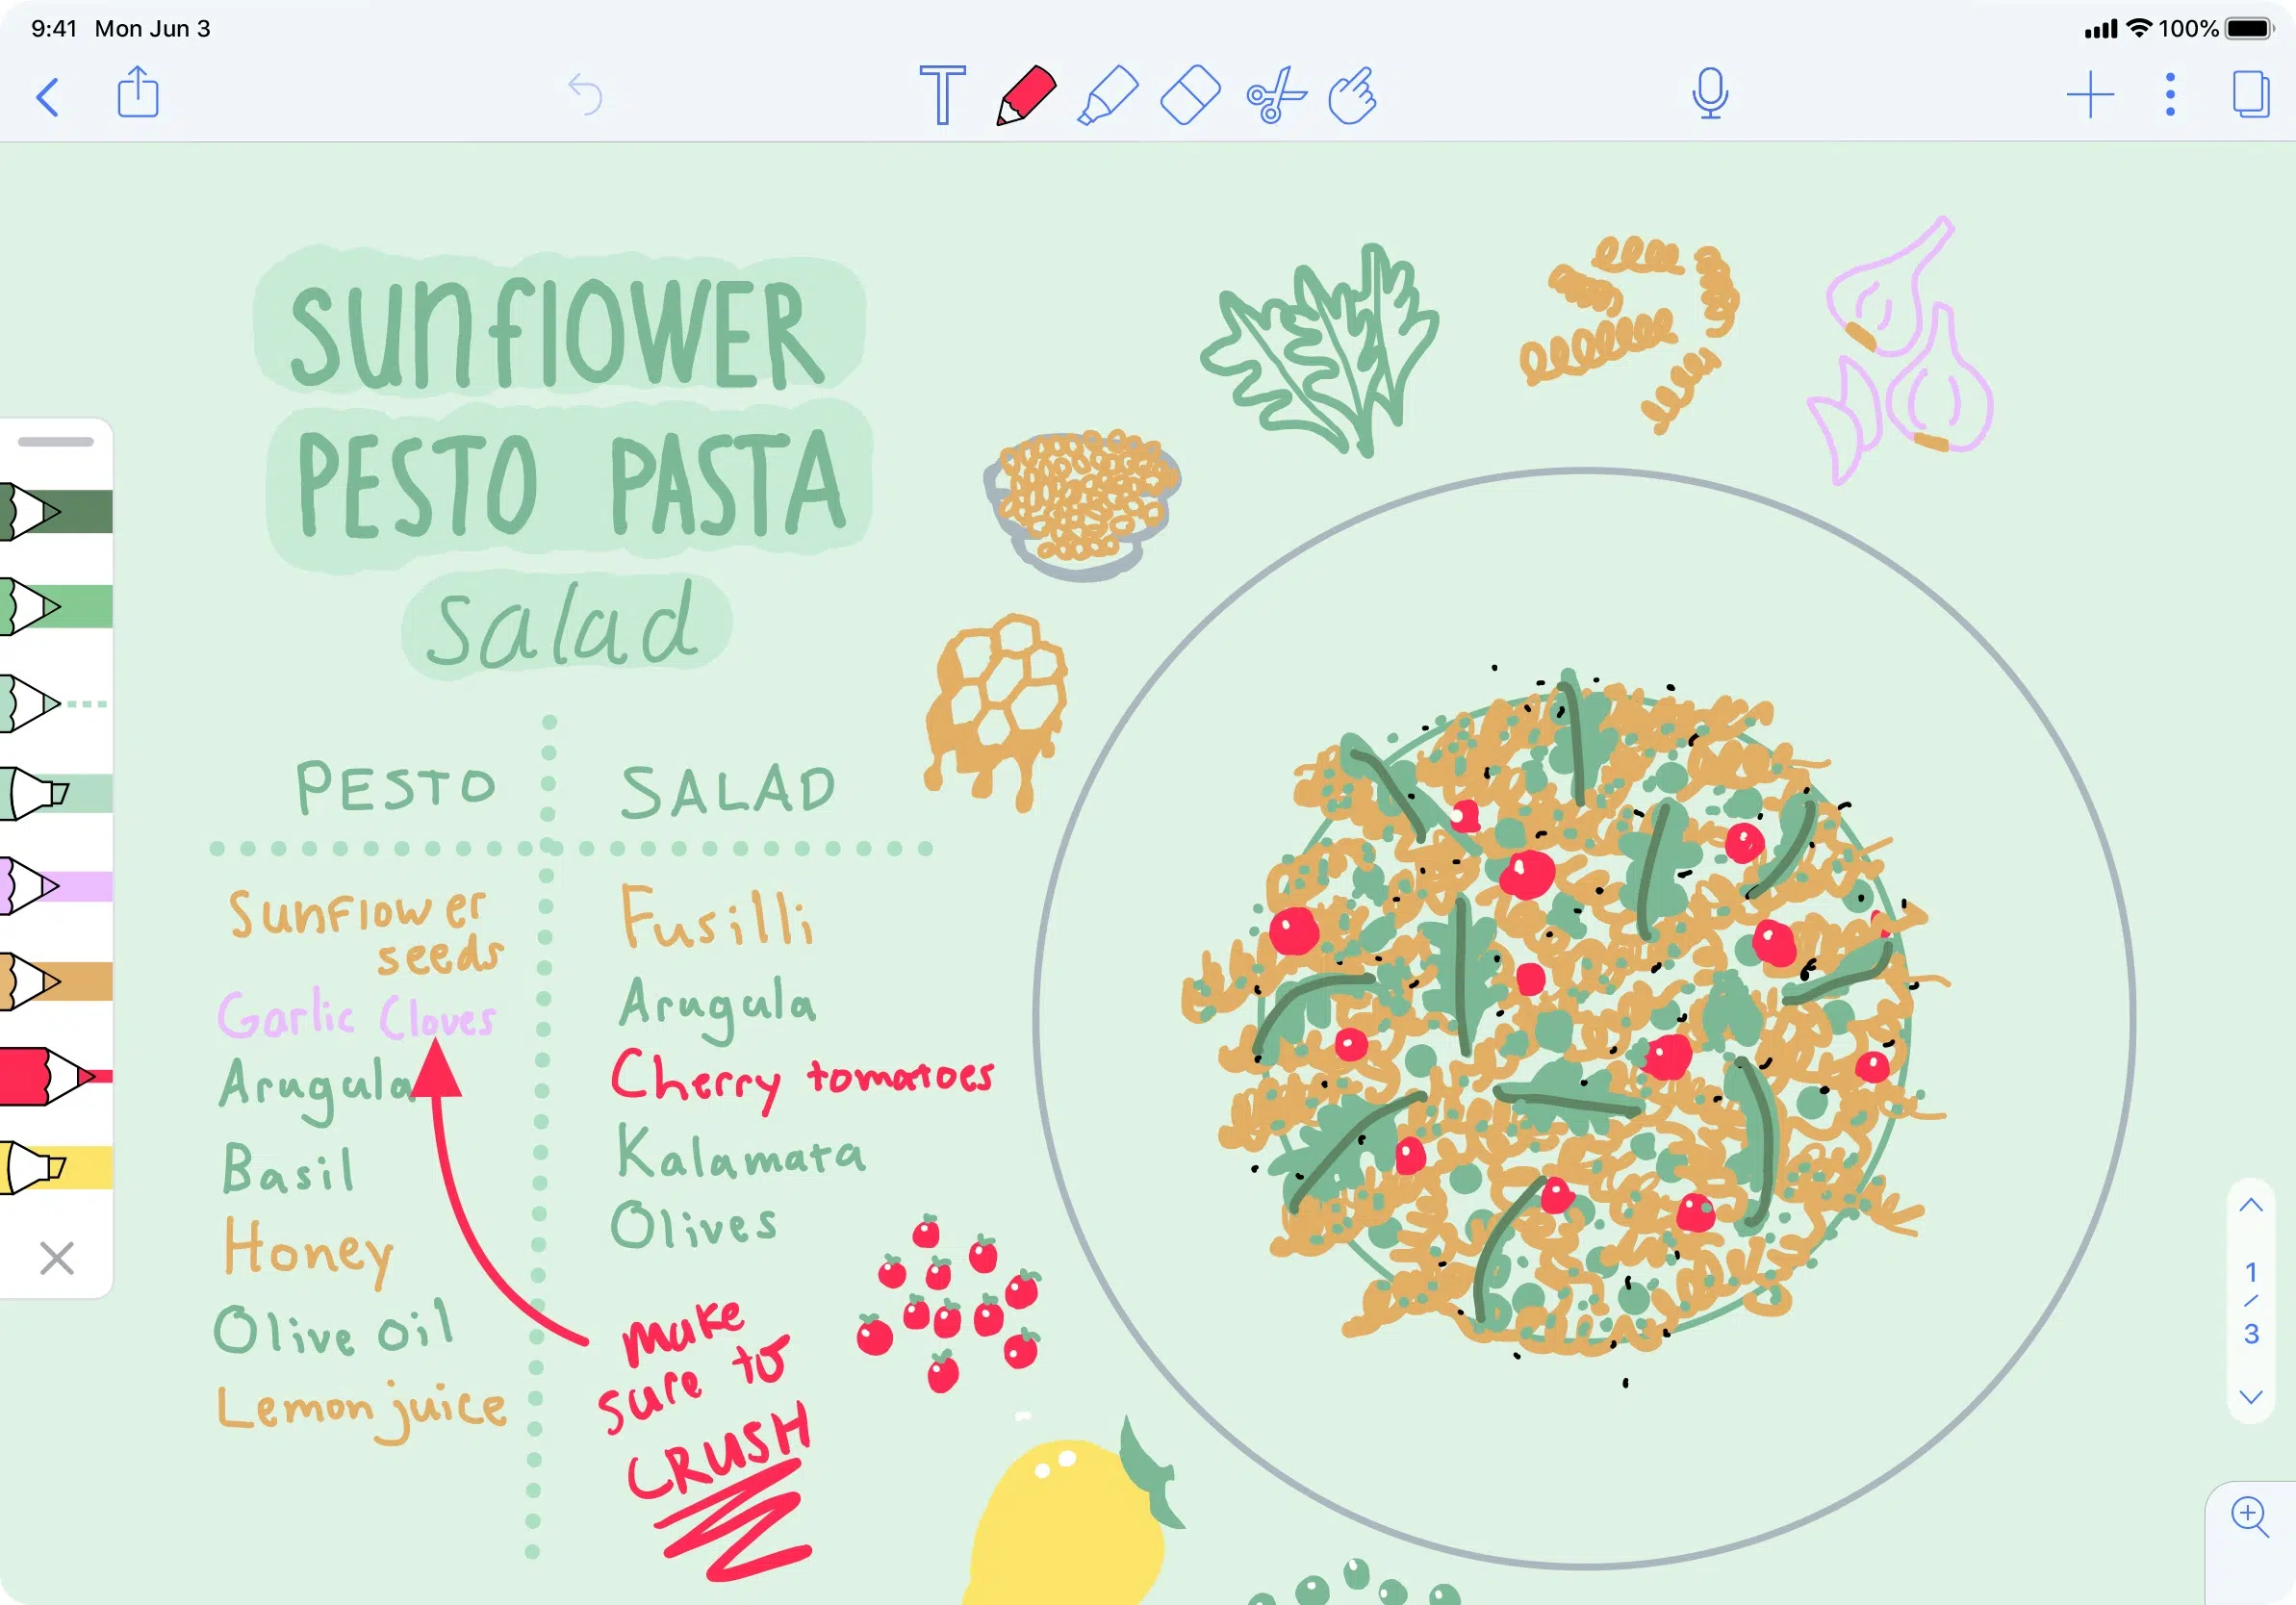 9:41 Mon Jun 3
100%
SUNFLOWER
PESTO PASTA
Salad
PESTO
SALAD
Sunflower
seeds
Garlic Cloves
Arugula
Basil
Honey
Olive oil
Lemon juice
Fusilli
Arugula
Cherry tomatoes
Kalamata
Olives
make
sure to
CRUSH
1
/
3